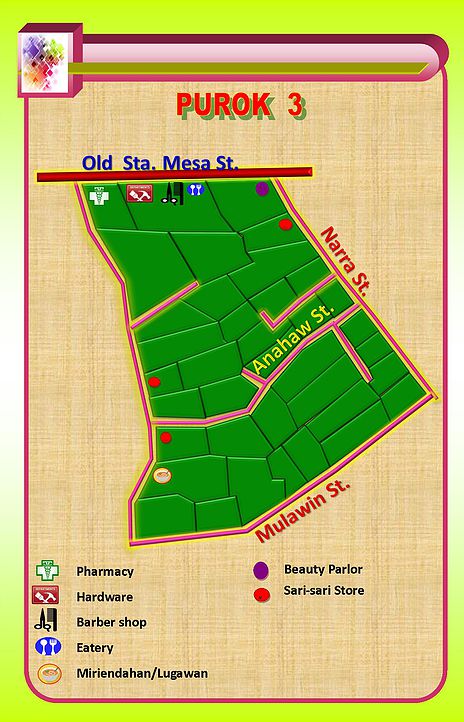 PUROK 3
Old Sta. Mesa St.
Narra St.
Anahaw St.
Mulawin St.
Pharmacy
Hardware
Barber shop
Eatery
Miriendahan/Lugawan
Beauty Parlor
Sari-sari Store